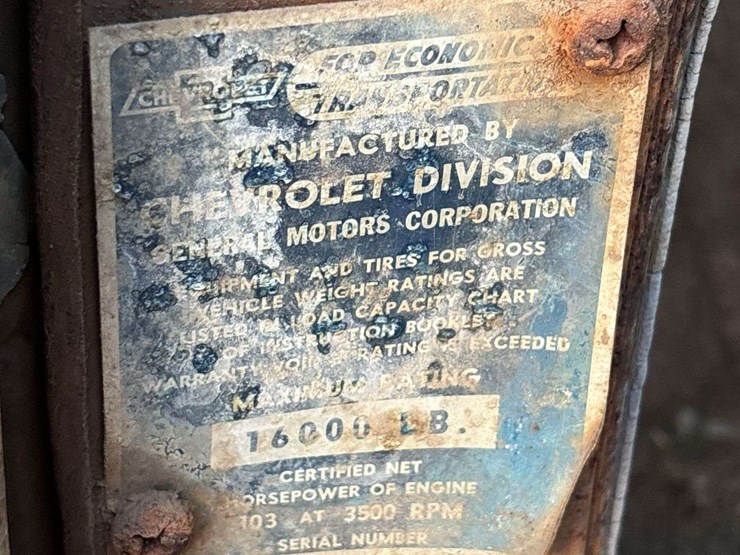 CHEVROLET
FOR ECONOMICAL
TRANSPORTATION
MANUFACTURED BY
CHEVROLET DIVISION
GENERAL MOTORS CORPORATION
EQUIPMENT AND TIRES FOR GROSS
VEHICLE WEIGHT RATINGS ARE
LISTED IN LOAD CAPACITY CHART
OF INSTRUCTION BOOKLET
WARRANTY VOID IF RATING IS EXCEEDED
MAXIMUM RATING
16000 LB.
CERTIFIED NET
HORSEPOWER OF ENGINE
103 AT 3500 RPM
SERIAL NUMBER